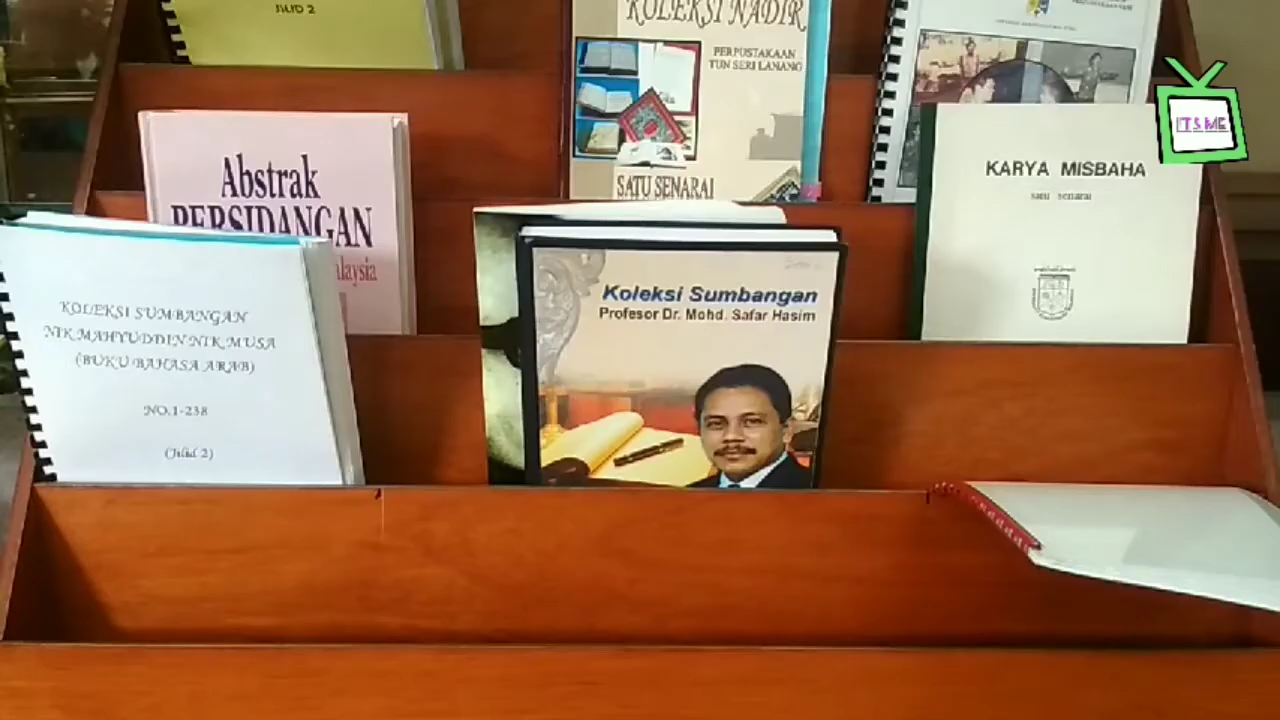 JILID 2
KOLEKSI NADIR
PERPUSTAKAAN
TUN SERI LANANG
SATU SENARAI
ITS ME
Abstrak
PERSIDANGAN
alaysia
KARYA MISBAHA
satu senarai
KOLEKSI SUMBANGAN
NIK MAHYUDDIN NIK MUSA
(BUKU BAHASA ARAB)
NO.1-238
(Jilid 2)
Koleksi Sumbangan
Profesor Dr. Mohd. Safar Hasim